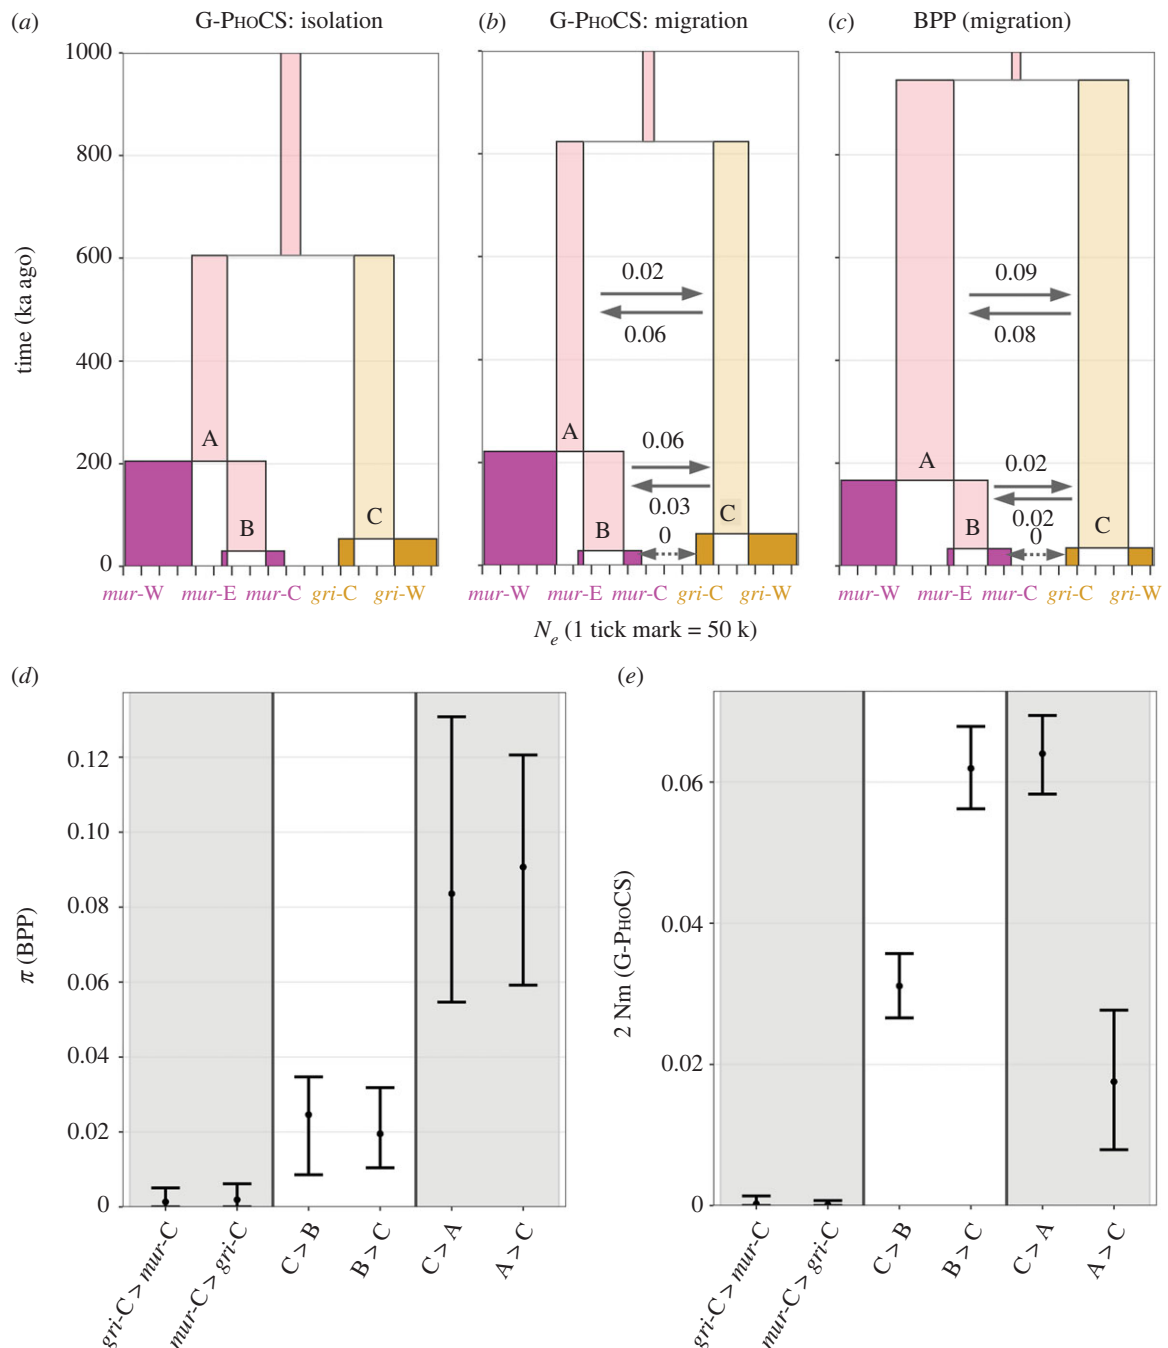 (a) G-PHOCS: isolation
(b) G-PHOCS: migration
(c) BPP (migration)
time (ka ago)
1000
800
600
400
200
0
A
B
C
mur-W mur-E mur-C gri-C gri-W
0.02
0.06
A
0.06
0.03
B
0
C
mur-W mur-E mur-C gri-C gri-W
0.09
0.08
A
0.02
0.02
B
0
C
mur-W mur-E mur-C gri-C gri-W
Ne (1 tick mark = 50 k)
(d)
π (BPP)
0.12
0.10
0.08
0.06
0.04
0.02
0
gri-C > mur-C
mur-C > gri-C
C > B
B > C
C > A
A > C
(e)
2 Nm (G-PHOCS)
0.06
0.04
0.02
0
gri-C > mur-C
mur-C > gri-C
C > B
B > C
C > A
A > C